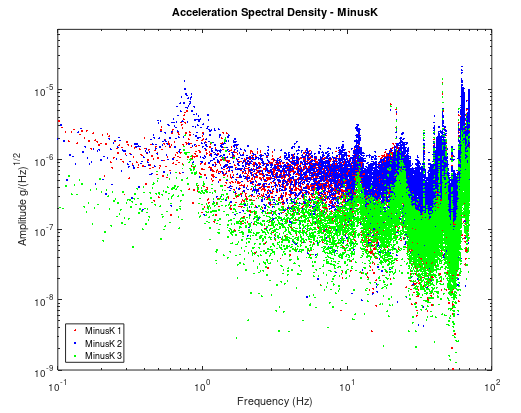 Acceleration Spectral Density - MinusK
Amplitude g/(Hz)^1/2
10^-5
10^-6
10^-7
10^-8
10^-9
MinusK 1
MinusK 2
MinusK 3
10^-1
10^0
10^1
10^2
Frequency (Hz)